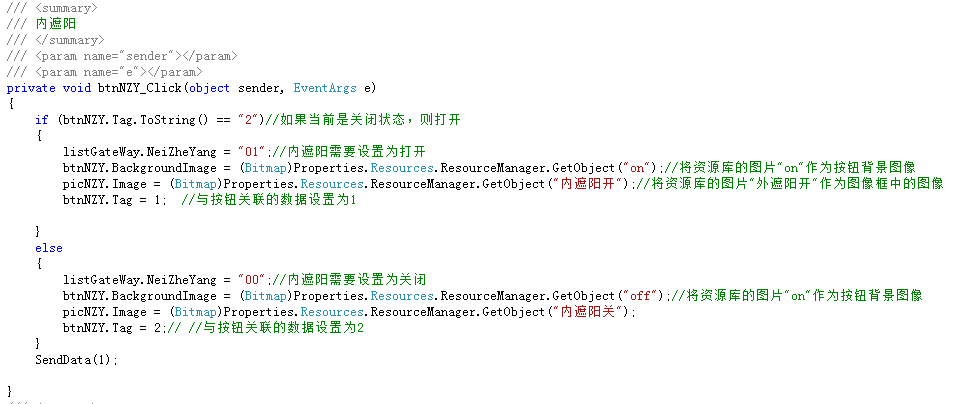 /// <summary>
/// 内遮阳
/// </summary>
/// <param name="sender"></param>
/// <param name="e"></param>
private void btnNZY_Click(object sender, EventArgs e)
{
if (btnNZY.Tag.ToString() == "2")//如果当前是关闭状态，则打开
{
listGateWay.NeiZheYang = "01";//内遮阳需要设置为打开
btnNZY.BackgroundImage = (Bitmap)Properties.Resources.ResourceManager.GetObject("on");//将资源库的图片"on"作为按钮背景图像
picNZY.Image = (Bitmap)Properties.Resources.ResourceManager.GetObject("内遮阳开");//将资源库的图片"外遮阳开"作为图像框中的图像
btnNZY.Tag = 1; //与按钮关联的数据设置为1
}
else
{
listGateWay.NeiZheYang = "00";//内遮阳需要设置为关闭
btnNZY.BackgroundImage = (Bitmap)Properties.Resources.ResourceManager.GetObject("off");//将资源库的图片"on"作为按钮背景图像
picNZY.Image = (Bitmap)Properties.Resources.ResourceManager.GetObject("内遮阳关");
btnNZY.Tag = 2;// //与按钮关联的数据设置为2
}
SendData(1);
}